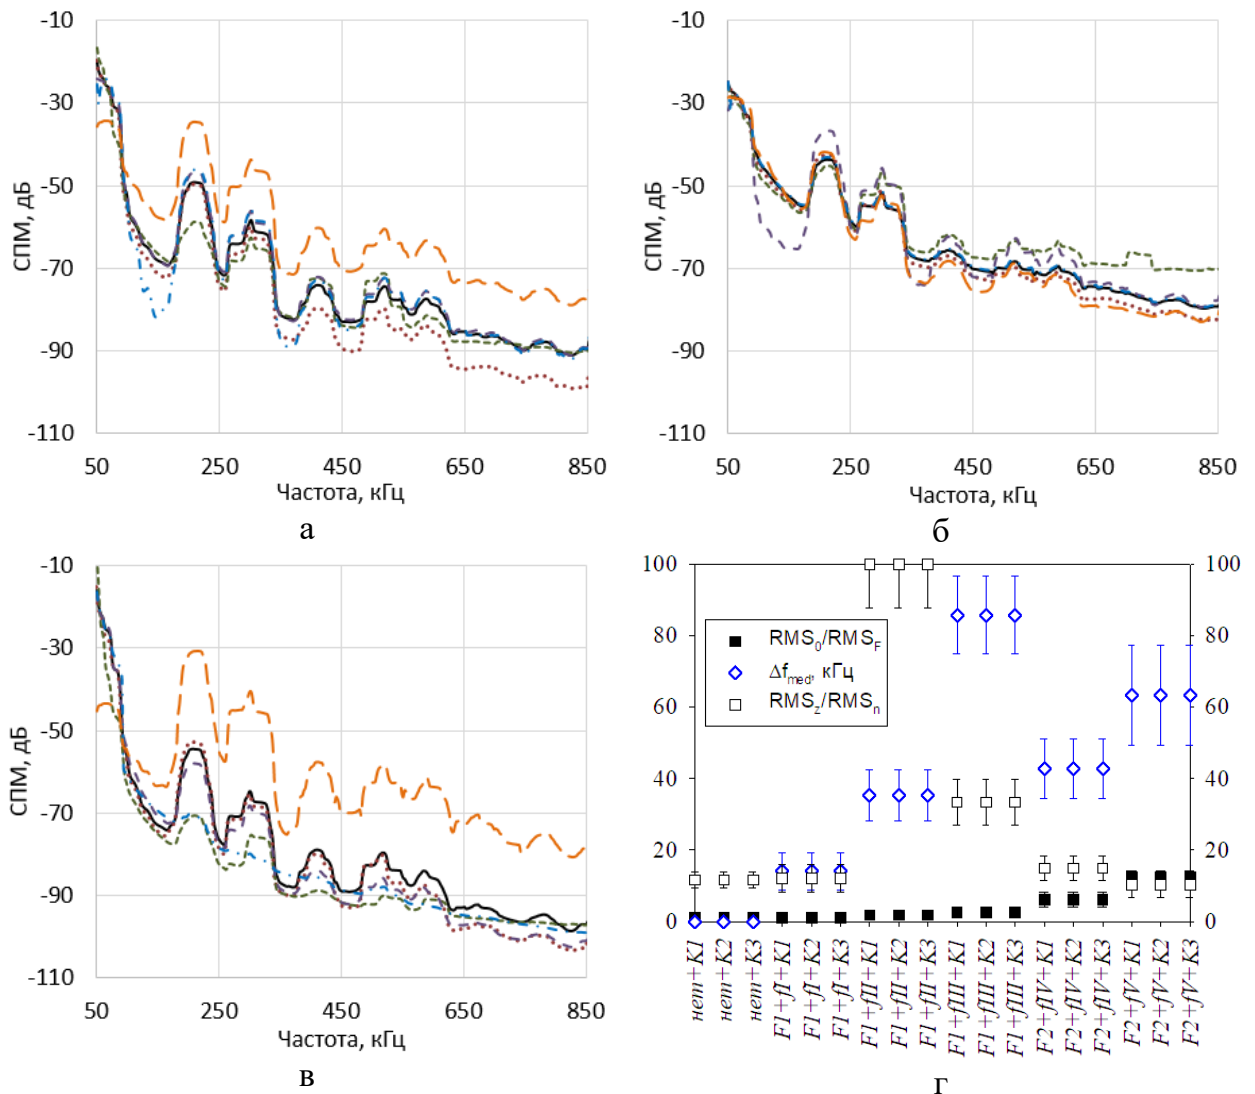 -10
-30
-50
-70
-90
-110
СПМ, дБ
50
250
450
650
850
Частота, кГц
а
-10
-30
-50
-70
-90
-110
СПМ, дБ
50
250
450
650
850
Частота, кГц
б
-10
-30
-50
-70
-90
-110
СПМ, дБ
50
250
450
650
850
Частота, кГц
в
100
80
60
40
20
0
RMS₀/RMS_F
Δf_med, кГц
RMS_z/RMS_n
100
80
60
40
20
0
нет+K1
нет+K2
нет+K3
F1+fI+K1
F1+fI+K2
F1+fI+K3
F1+fII+K1
F1+fII+K2
F1+fII+K3
F1+fIII+K1
F1+fIII+K2
F1+fIII+K3
F2+fIV+K1
F2+fIV+K2
F2+fIV+K3
F2+fV+K1
F2+fV+K2
F2+fV+K3
г